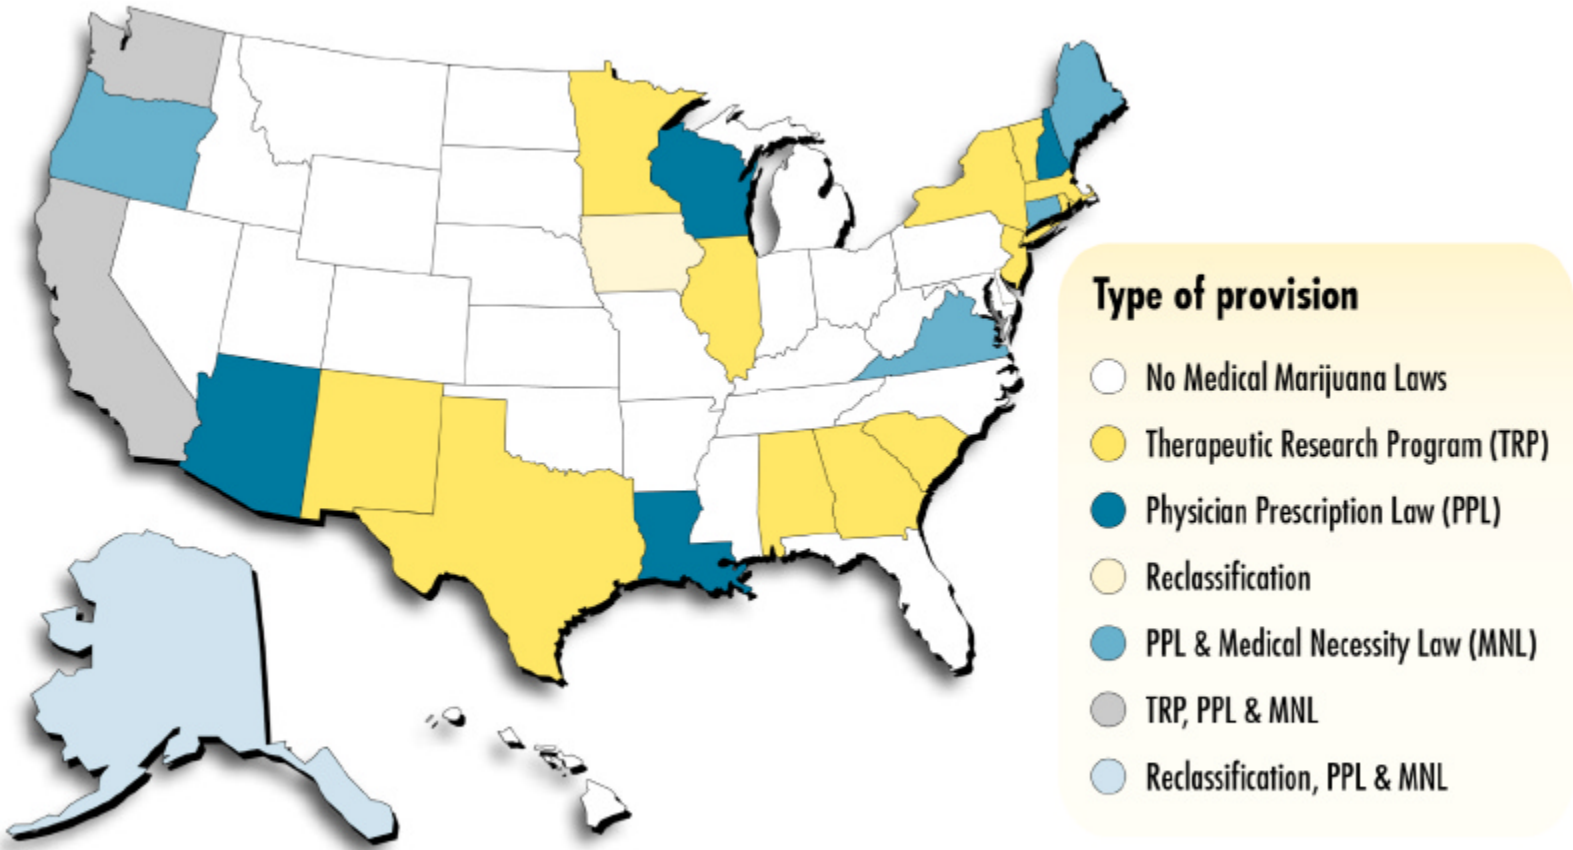 Type of provision
No Medical Marijuana Laws
Therapeutic Research Program (TRP)
Physician Prescription Law (PPL)
Reclassification
PPL & Medical Necessity Law (MNL)
TRP, PPL & MNL
Reclassification, PPL & MNL